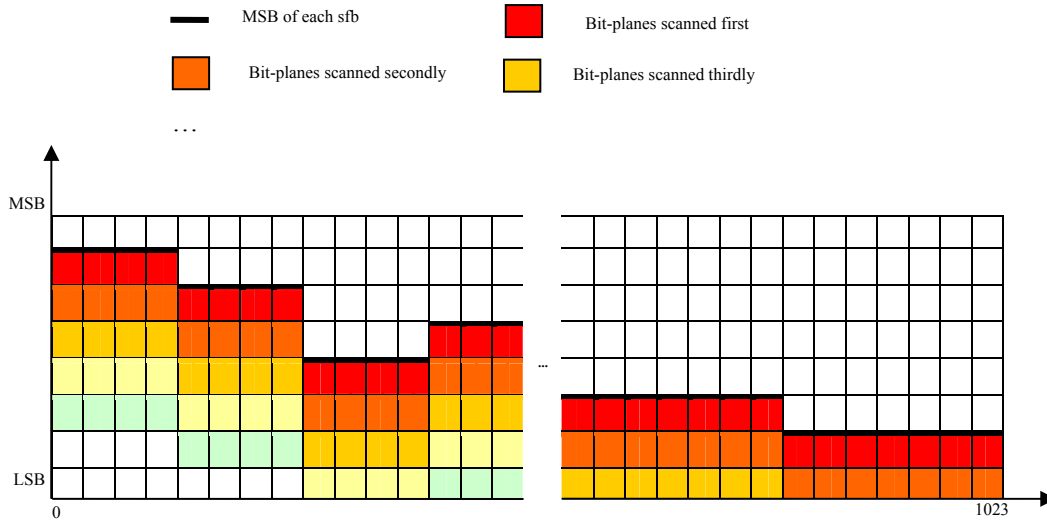 MSB of each sfb
Bit-planes scanned first
Bit-planes scanned secondly
Bit-planes scanned thirdly
...
MSB
...
LSB
0
1023